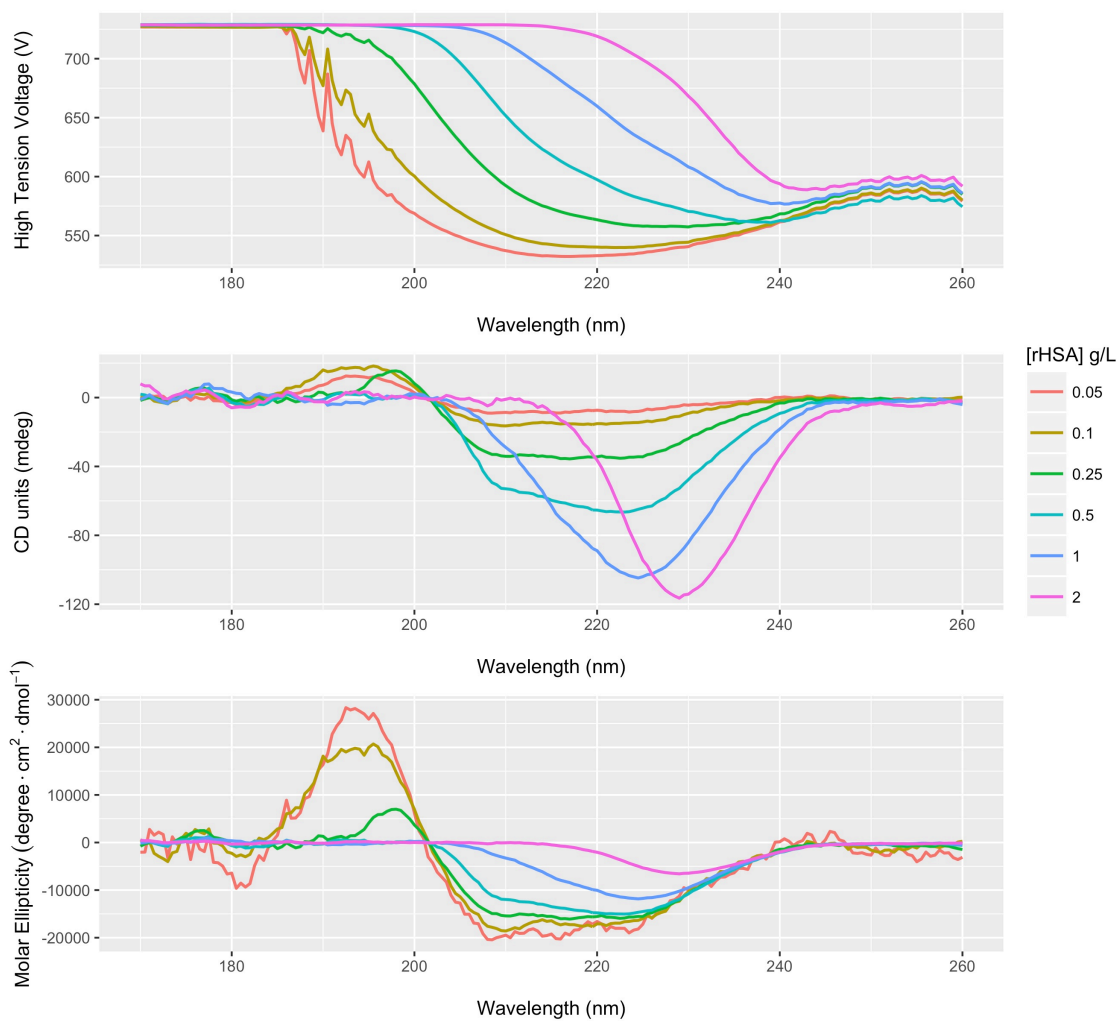 High Tension Voltage (V)
700
650
600
550
180 200 220 240 260
Wavelength (nm)
CD units (mdeg)
0
-40
-80
-120
180 200 220 240 260
Wavelength (nm)
[rHSA] g/L
0.05
0.1
0.25
0.5
1
2
Molar Ellipticity (degree · cm² · dmol⁻¹)
30000
20000
10000
0
-10000
-20000
180 200 220 240 260
Wavelength (nm)